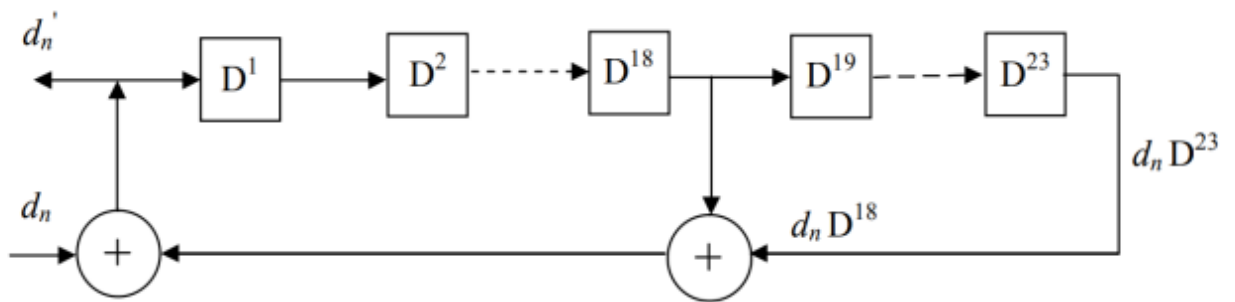 dₙ'
D¹
D²
D¹⁸
D¹⁹
D²³
dₙ D²³
dₙ
dₙ D¹⁸
+
+